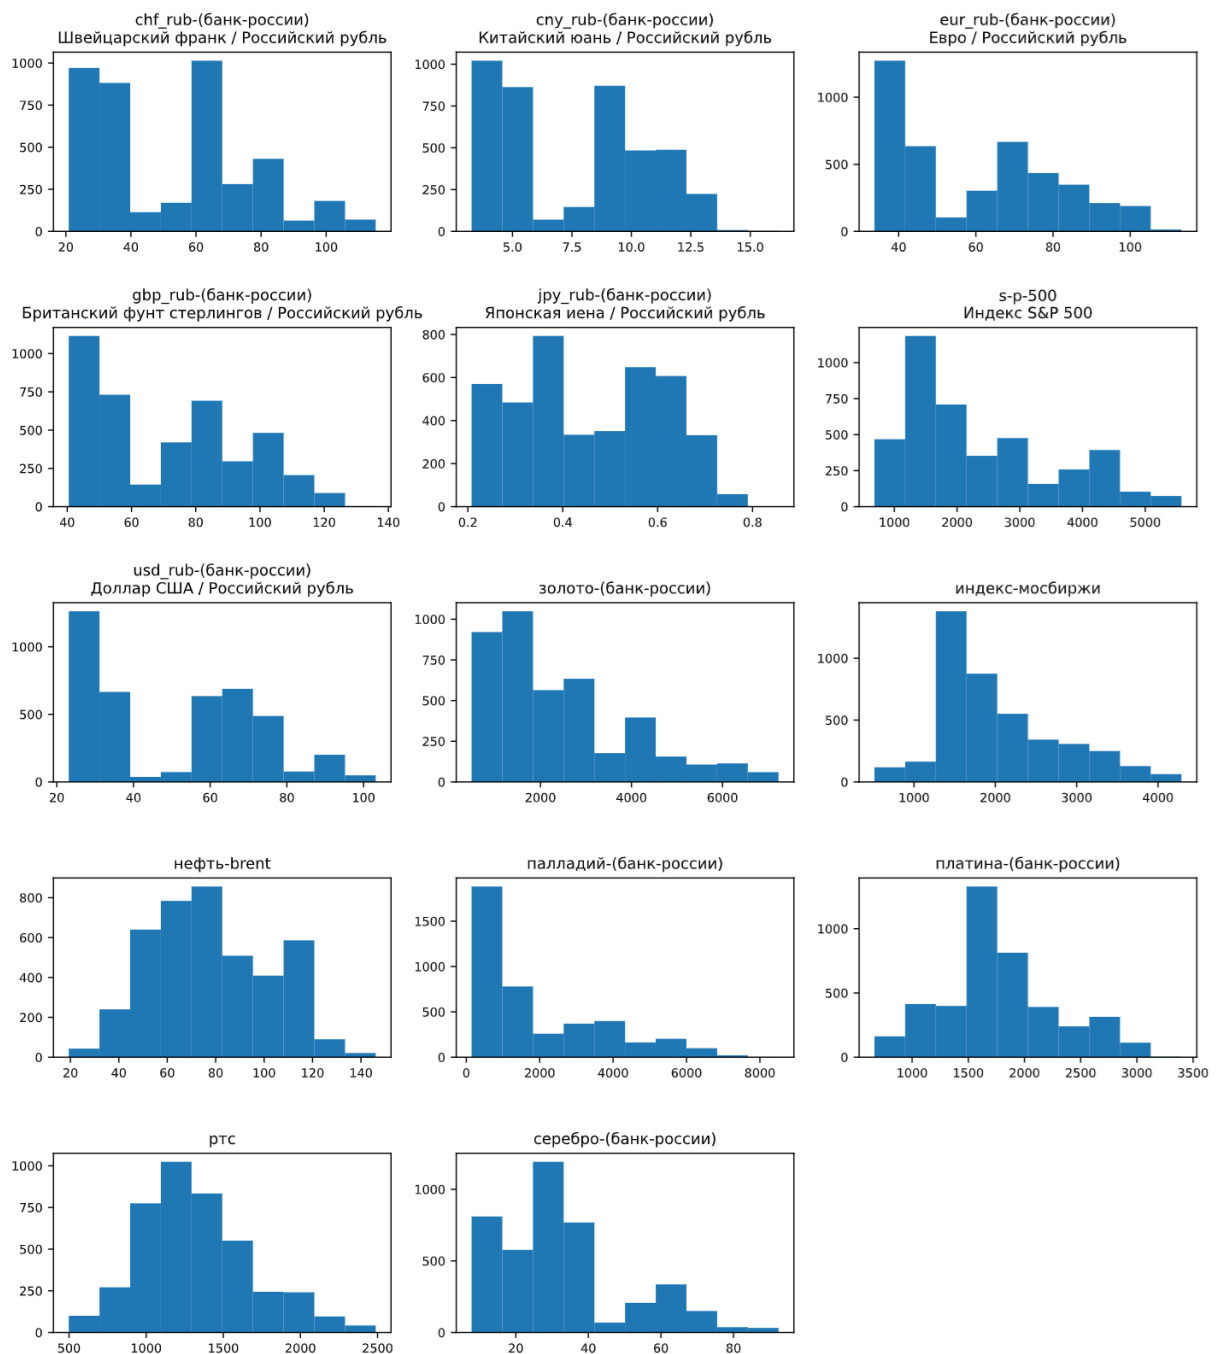 chf_rub-(банк-россии)
Швейцарский франк / Российский рубль
1000
750
500
250
0
20 40 60 80 100
cny_rub-(банк-россии)
Китайский юань / Российский рубль
1000
750
500
250
0
5.0 7.5 10.0 12.5 15.0
eur_rub-(банк-россии)
Евро / Российский рубль
1000
500
0
40 60 80 100
gbp_rub-(банк-россии)
Британский фунт стерлингов / Российский рубль
1000
750
500
250
0
40 60 80 100 120 140
jpy_rub-(банк-россии)
Японская иена / Российский рубль
800
600
400
200
0
0.2 0.4 0.6 0.8
s-p-500
Индекс S&P 500
1000
750
500
250
0
1000 2000 3000 4000 5000
usd_rub-(банк-россии)
Доллар США / Российский рубль
1000
500
0
20 40 60 80 100
золото-(банк-россии)
1000
750
500
250
0
2000 4000 6000
индекс-мосбиржи
1000
500
0
1000 2000 3000 4000
нефть-brent
800
600
400
200
0
20 40 60 80 100 120 140
палладий-(банк-россии)
1500
1000
500
0
0 2000 4000 6000 8000
платина-(банк-россии)
1000
500
0
1000 1500 2000 2500 3000 3500
ртс
1000
750
500
250
0
500 1000 1500 2000 2500
серебро-(банк-россии)
1000
500
0
20 40 60 80